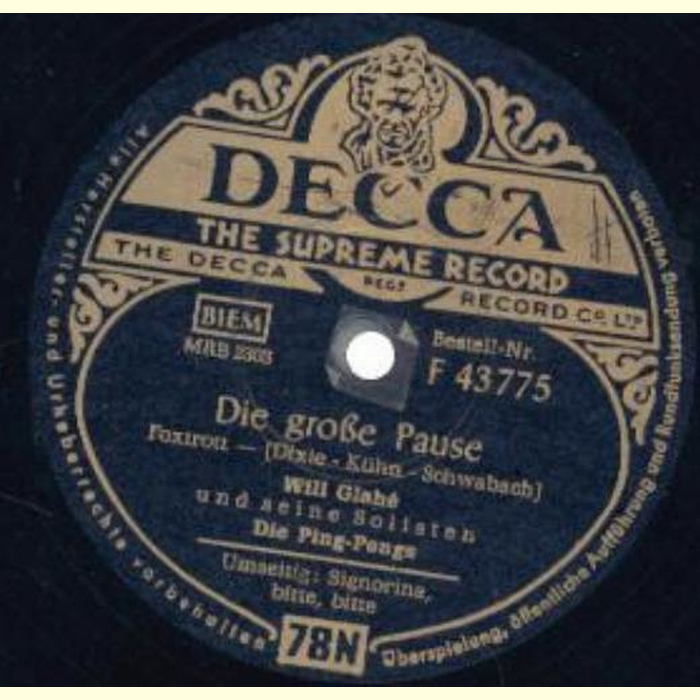 DECCA
THE SUPREME RECORD
THE DECCA REGD RECORD CO. LTD
BIEM
MRB 2303
Bestell-Nr.
F 43775
Die große Pause
Foxtrott — (Dixie - Kühn - Schwabach)
Will Glahé
und seine Solisten
Die Ping-Pongs
Umseitig: Signorina,
bitte, bitte
78N
Alle Hersteller- und Urheberrechte vorbehalten
Überspielung, öffentliche Aufführung und Rundfunksendung verboten